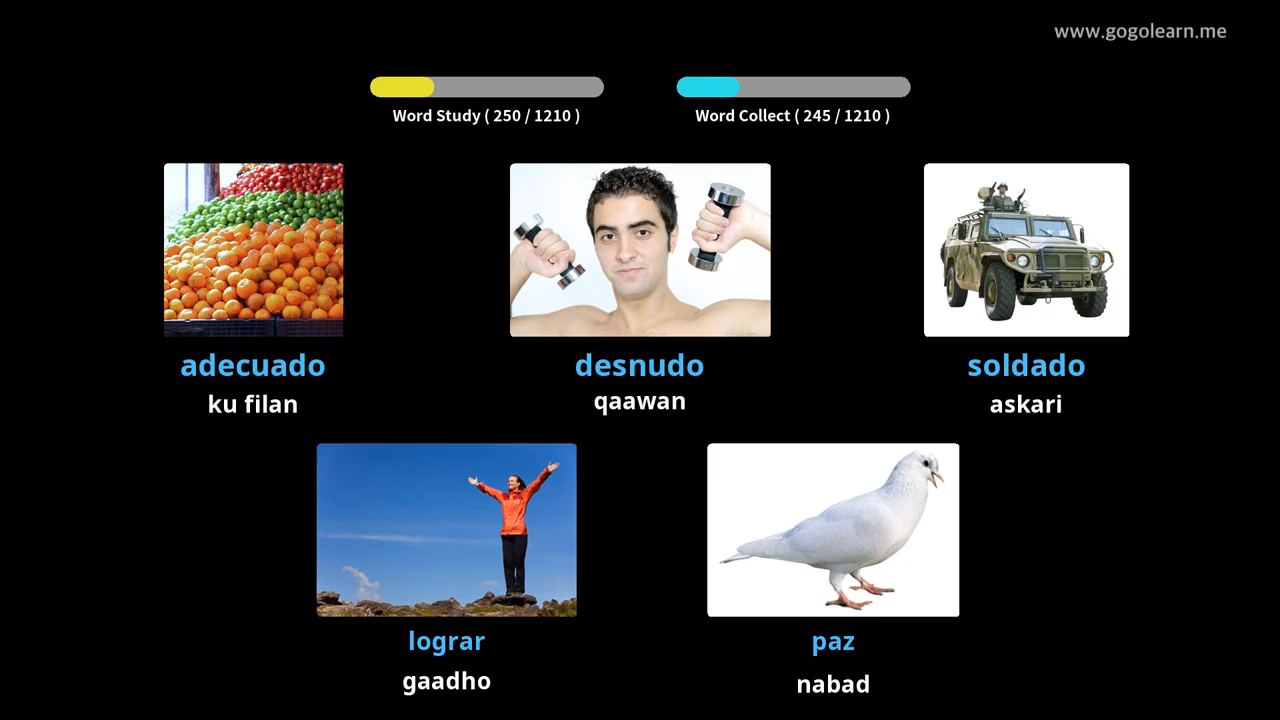 www.gogolearn.me
Word Study ( 250 / 1210 )
Word Collect ( 245 / 1210 )
adecuado
ku filan
desnudo
qaawan
soldado
askari
lograr
gaadho
paz
nabad